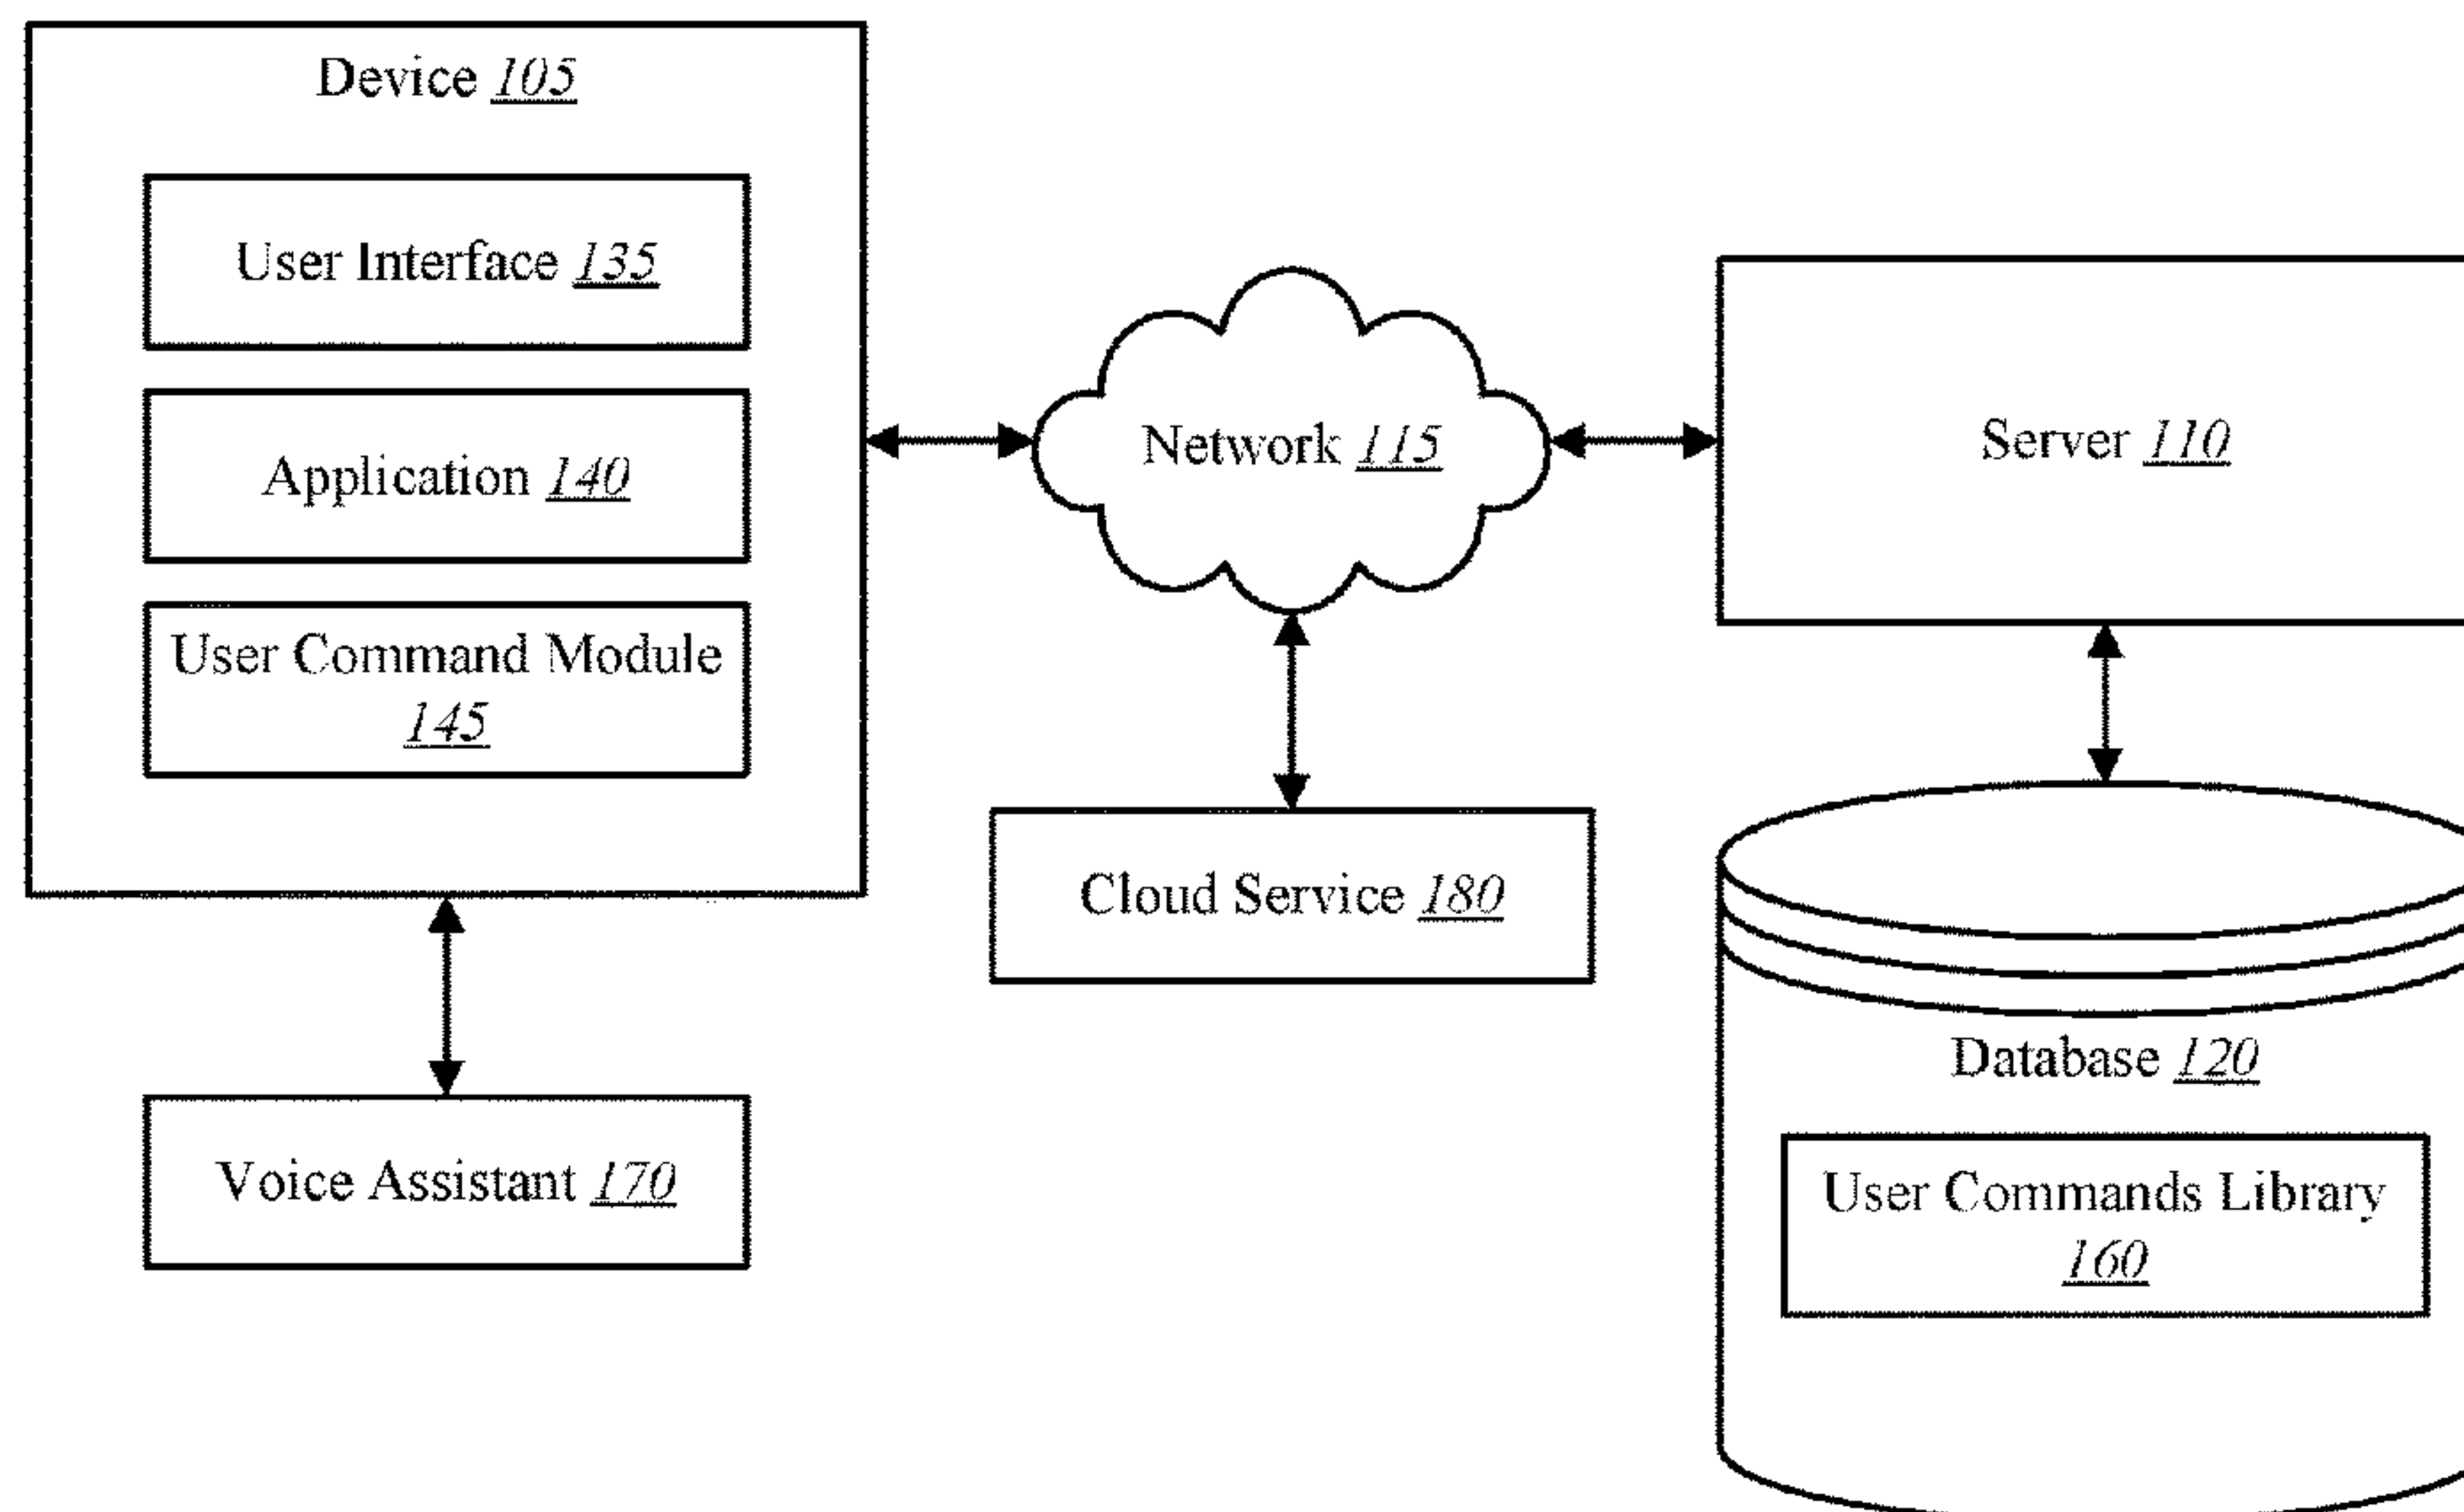 Device 105
User Interface 135
Application 140
User Command Module
145
Voice Assistant 170
Network 115
Cloud Service 180
Server 110
Database 120
User Commands Library
160